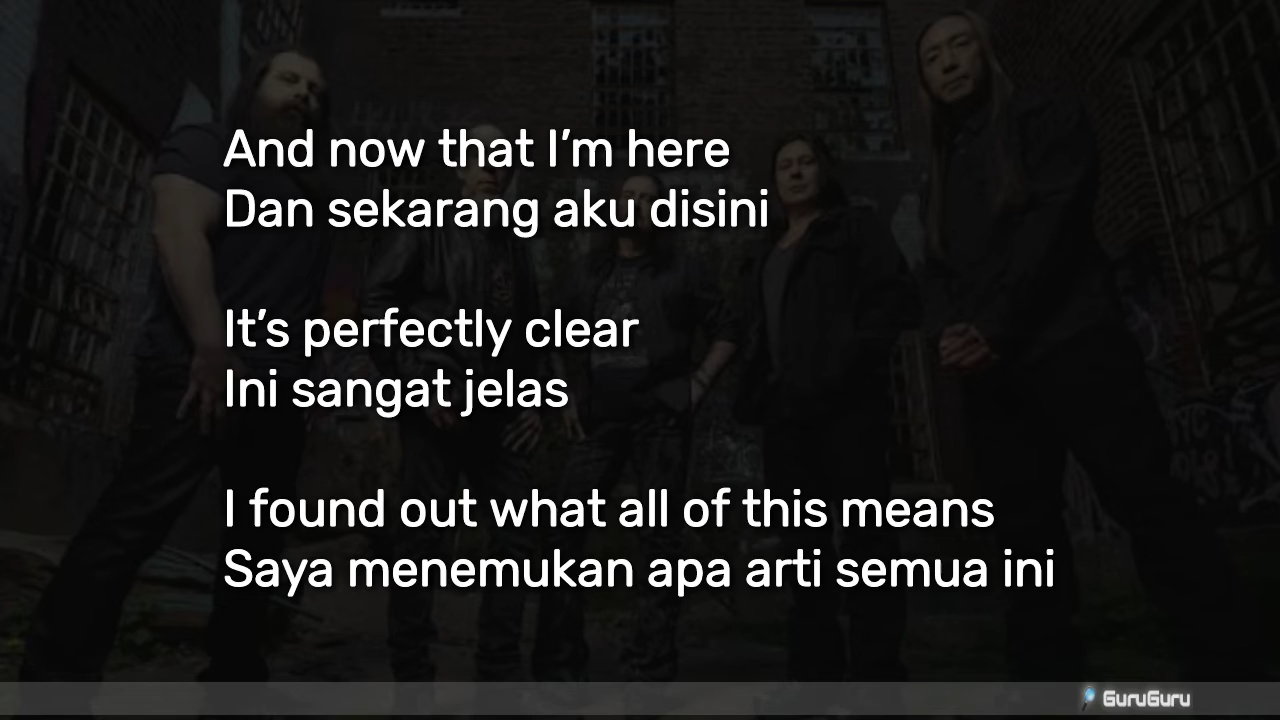 And now that I’m here
Dan sekarang aku disini
It’s perfectly clear
Ini sangat jelas
I found out what all of this means
Saya menemukan apa arti semua ini
GuruGuru